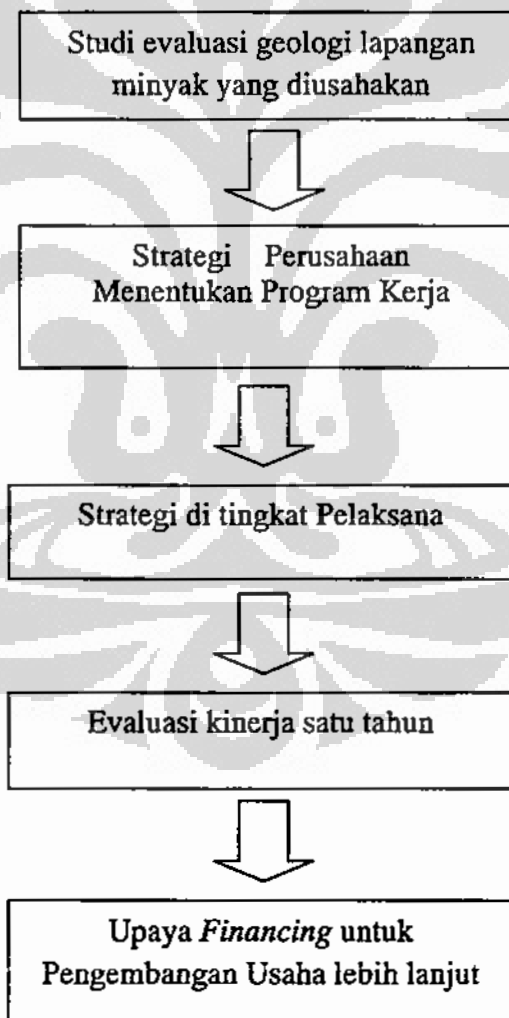 Studi evaluasi geologi lapangan
minyak yang diusahakan
Strategi Perusahaan
Menentukan Program Kerja
Strategi di tingkat Pelaksana
Evaluasi kinerja satu tahun
Upaya Financing untuk
Pengembangan Usaha lebih lanjut